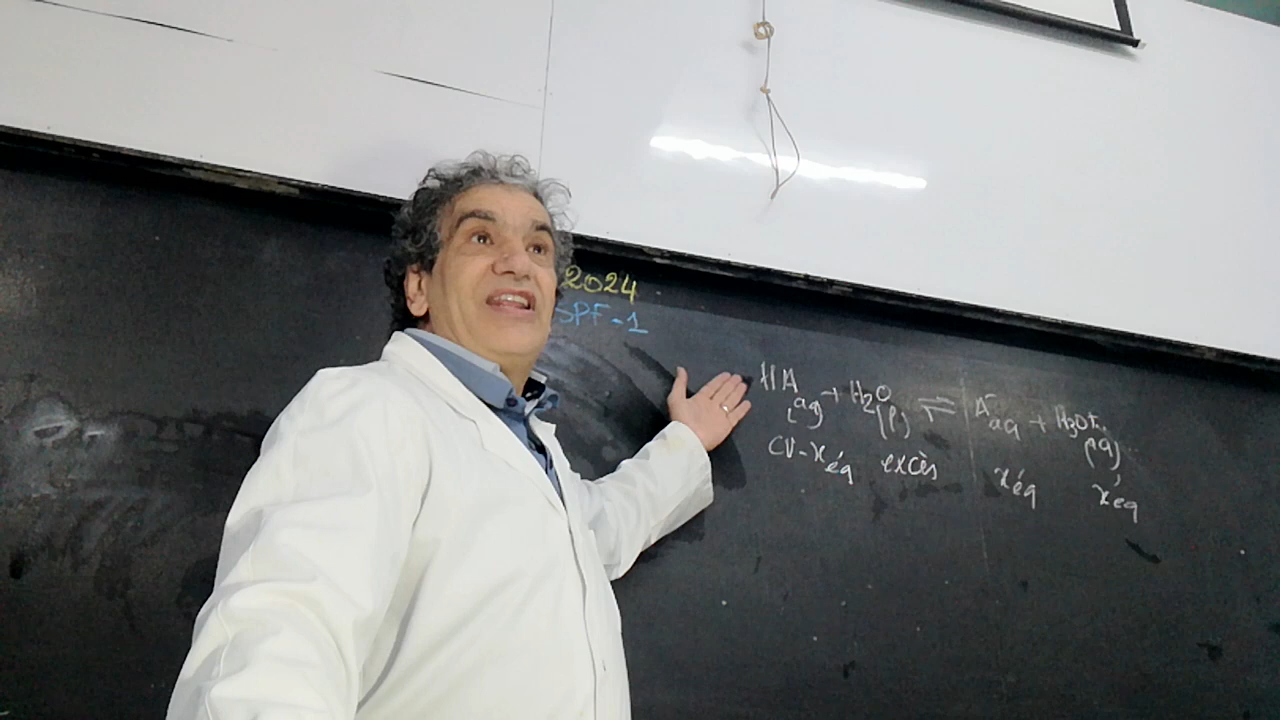 2024
SPF-1
HA(aq) + H₂O(l) ⇌ A⁻aq + H₃O⁺(aq)
CV-xéq excès xéq xéq